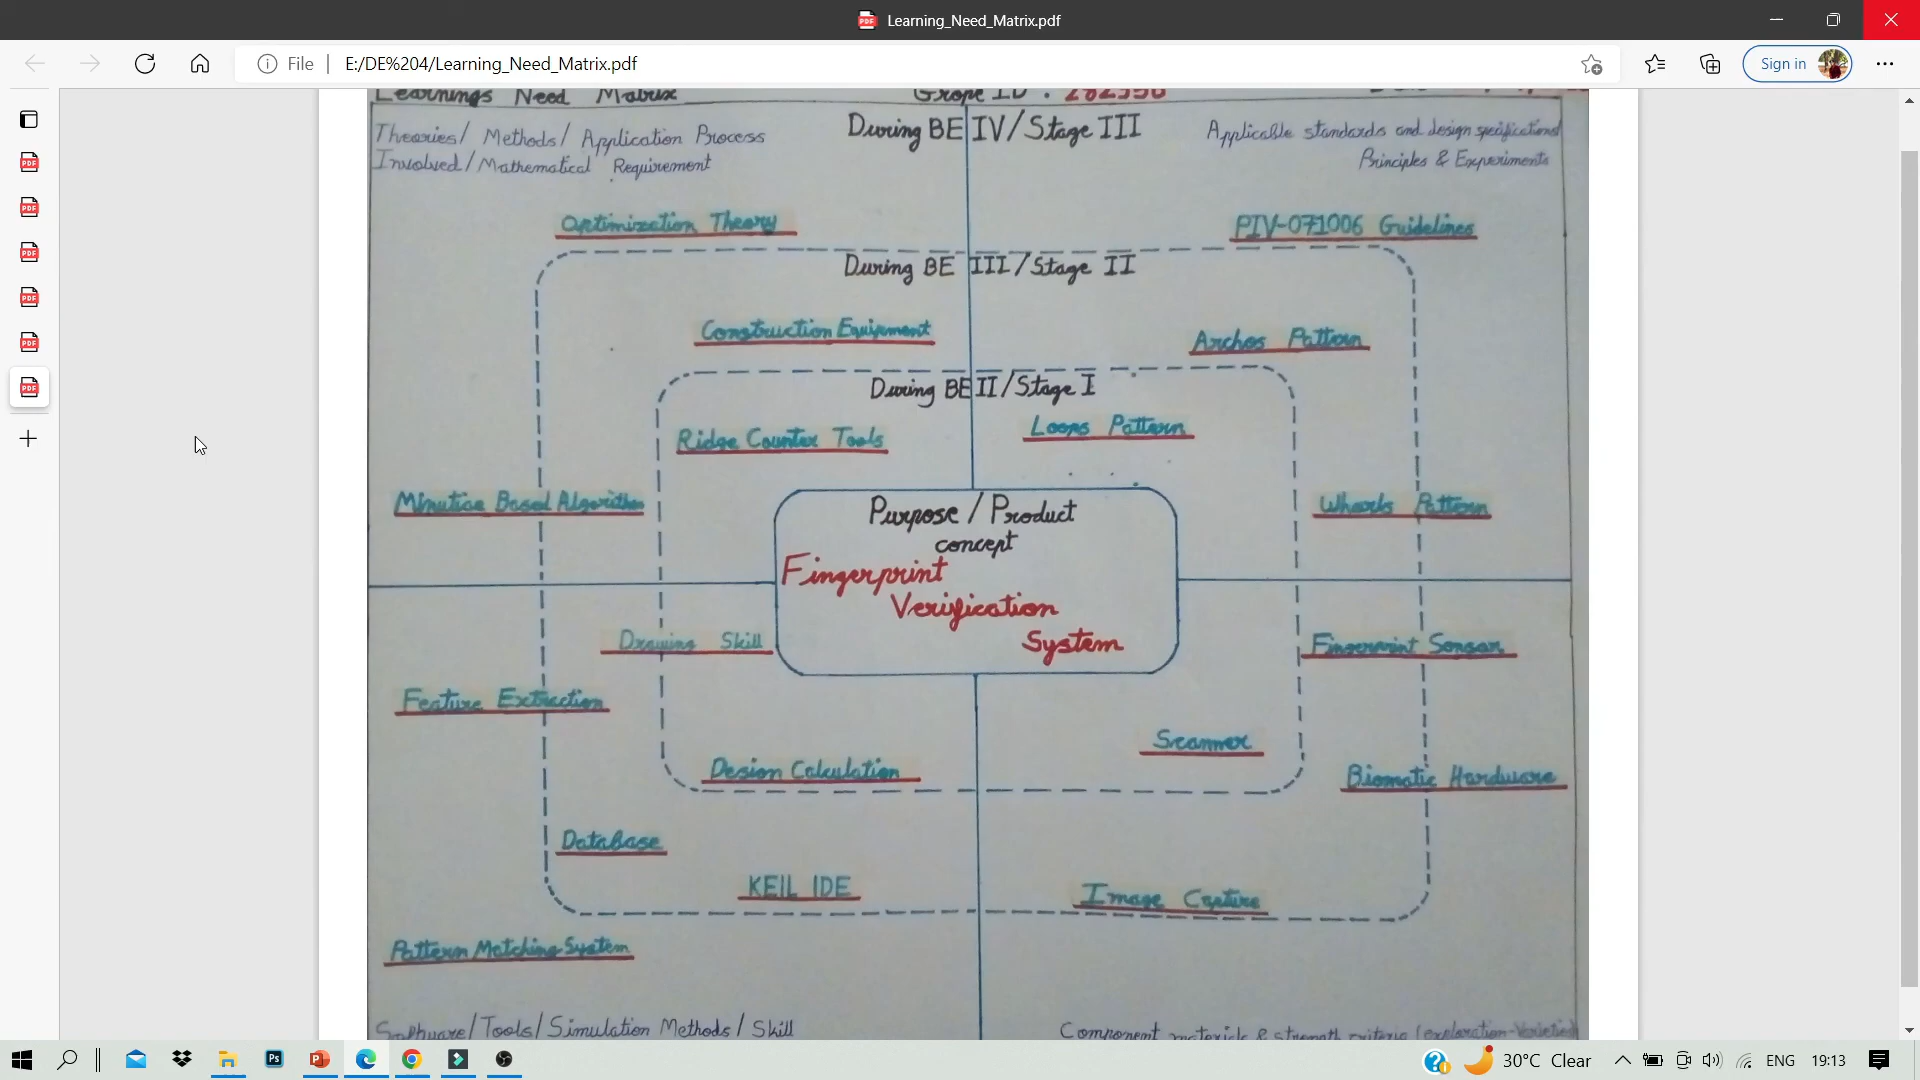 Learning_Need_Matrix.pdf
File
E:/DE%204/Learning_Need_Matrix.pdf
Sign in
Learnings Need Matrix
During BE IV/Stage III
Theories/ Methods/ Application Process
Involved/Mathematical Requirement
Applicable standards and design specifications
Principles & Experiments
Optimization Theory
PIV-071006 Guidelines
During BE III/Stage II
Construction Equipment
Arches Pattern
During BE II/Stage I
Ridge Counter Tools
Loops Pattern
Minutiae Based Algorithm
Purpose / Product
concept
Fingerprint
Verification
System
Whorls Pattern
Drawing Skill
Fingerprint Sensor
Feature Extraction
Scanner
Design Calculation
Biomatic Hardware
Database
KEIL IDE
Image Capture
Pattern Matching System
Software/Tools/Simulation Methods/Skill
Component
30°C Clear
ENG
19:13